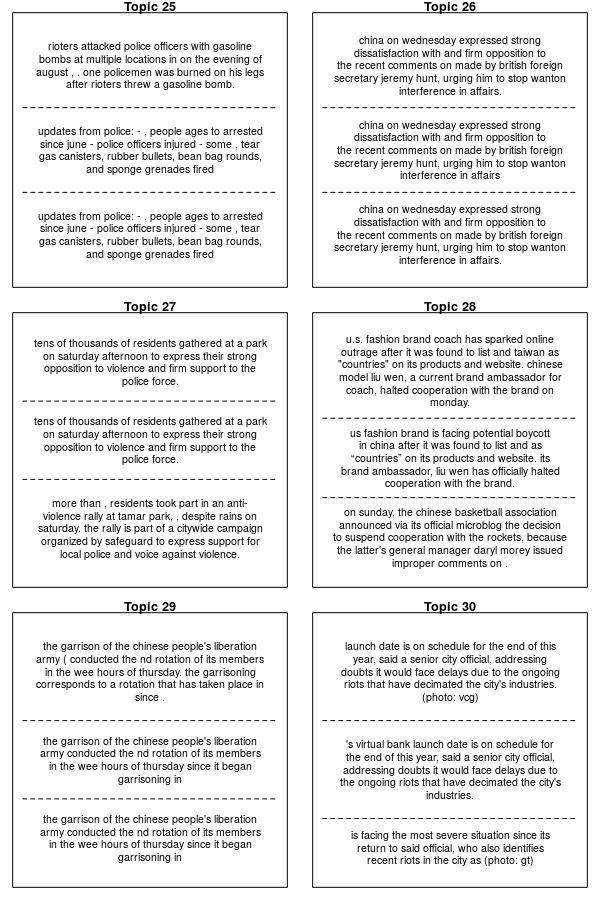 Topic 25
rioters attacked police officers with gasoline
bombs at multiple locations in on the evening of
august , . one policemen was burned on his legs
after rioters threw a gasoline bomb.
updates from police: - , people ages to arrested
since june - police officers injured - some , tear
gas canisters, rubber bullets, bean bag rounds,
and sponge grenades fired
updates from police: - , people ages to arrested
since june - police officers injured - some , tear
gas canisters, rubber bullets, bean bag rounds,
and sponge grenades fired
Topic 26
china on wednesday expressed strong
dissatisfaction with and firm opposition to
the recent comments on made by british foreign
secretary jeremy hunt, urging him to stop wanton
interference in affairs.
china on wednesday expressed strong
dissatisfaction with and firm opposition to
the recent comments on made by british foreign
secretary jeremy hunt, urging him to stop wanton
interference in affairs
china on wednesday expressed strong
dissatisfaction with and firm opposition to
the recent comments on made by british foreign
secretary jeremy hunt, urging him to stop wanton
interference in affairs.
Topic 27
tens of thousands of residents gathered at a park
on saturday afternoon to express their strong
opposition to violence and firm support to the
police force.
tens of thousands of residents gathered at a park
on saturday afternoon to express their strong
opposition to violence and firm support to the
police force.
more than , residents took part in an anti-
violence rally at tamar park, , despite rains on
saturday. the rally is part of a citywide campaign
organized by safeguard to express support for
local police and voice against violence.
Topic 28
u.s. fashion brand coach has sparked online
outrage after it was found to list and taiwan as
"countries" on its products and website. chinese
model liu wen, a current brand ambassador for
coach, halted cooperation with the brand on
monday.
us fashion brand is facing potential boycott
in china after it was found to list and as
“countries” on its products and website. its
brand ambassador, liu wen has officially halted
cooperation with the brand.
on sunday, the chinese basketball association
announced via its official microblog the decision
to suspend cooperation with the rockets, because
the latter's general manager daryl morey issued
improper comments on .
Topic 29
the garrison of the chinese people's liberation
army ( conducted the nd rotation of its members
in the wee hours of thursday. the garrisoning
corresponds to a rotation that has taken place in
since .
the garrison of the chinese people's liberation
army conducted the nd rotation of its members
in the wee hours of thursday since it began
garrisoning in
the garrison of the chinese people's liberation
army conducted the nd rotation of its members
in the wee hours of thursday since it began
garrisoning in
Topic 30
launch date is on schedule for the end of this
year, said a senior city official, addressing
doubts it would face delays due to the ongoing
riots that have decimated the city's industries.
(photo: vcg)
's virtual bank launch date is on schedule for
the end of this year, said a senior city official,
addressing doubts it would face delays due to
the ongoing riots that have decimated the city's
industries.
is facing the most severe situation since its
return to said official, who also identifies
recent riots in the city as (photo: gt)